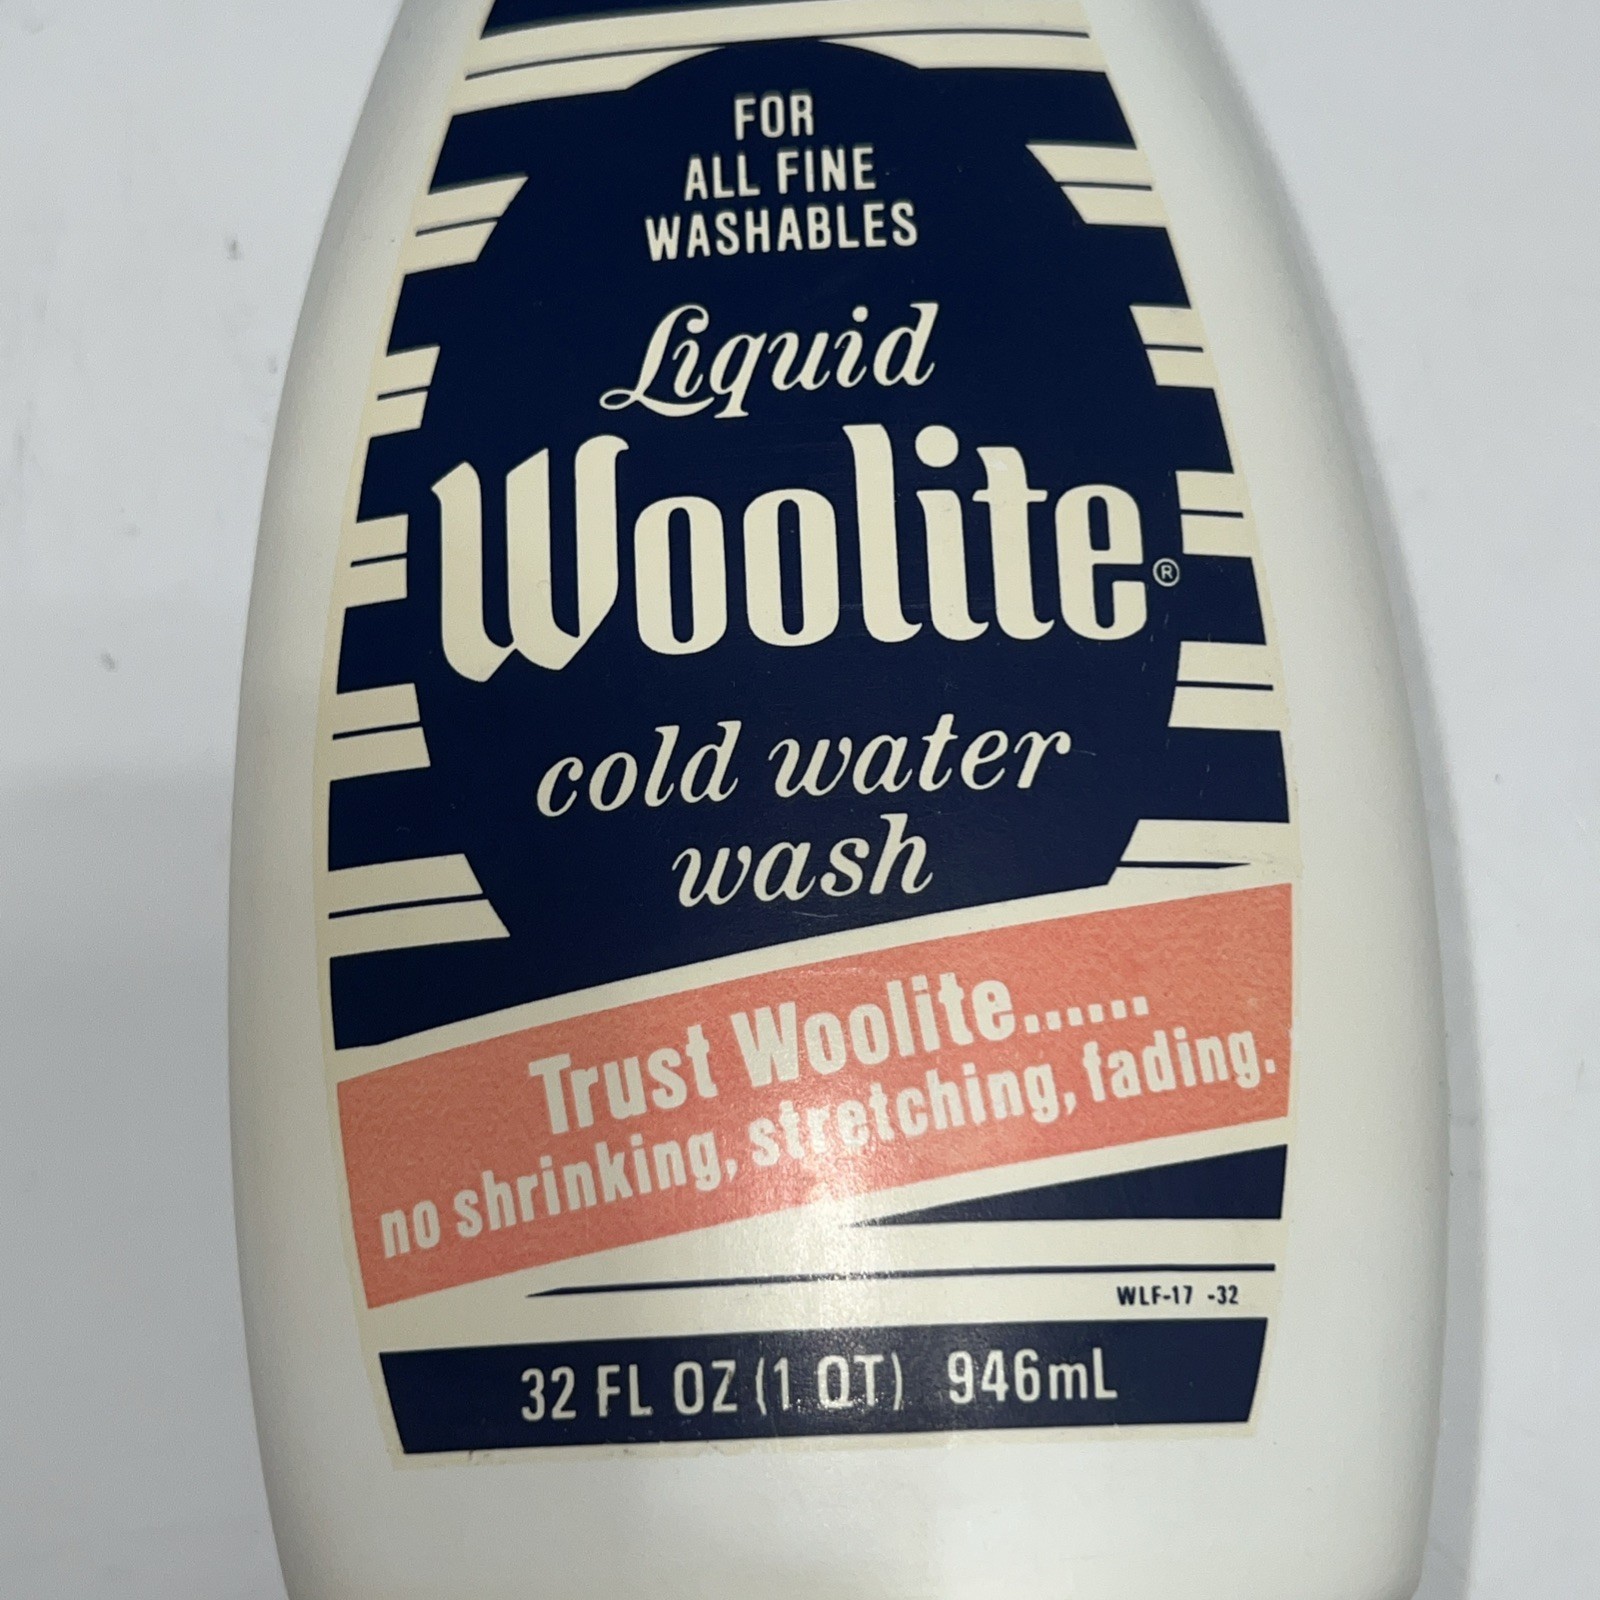 FOR
ALL FINE
WASHABLES
Liquid
Woolite®
cold water
wash
Trust Woolite......
no shrinking, stretching, fading.
WLF-17 -32
32 FL OZ (1 QT) 946mL